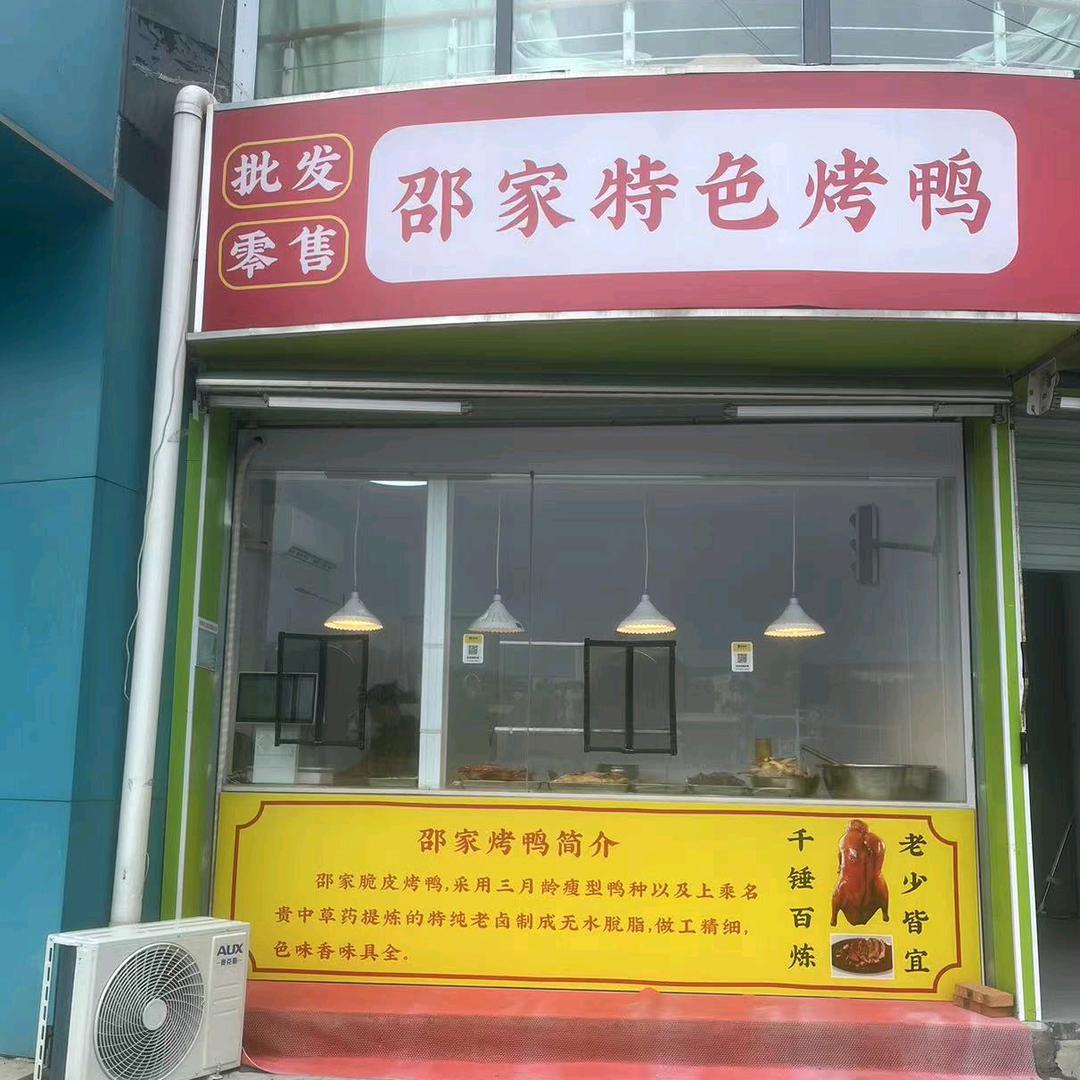 批发
零售
邵家特色烤鸭
邵家烤鸭简介
邵家脆皮烤鸭,采用三月龄瘦型鸭种以及上乘名
贵中草药提炼的特纯老卤制成无水脱脂,做工精细,
色味香味具全。
千锤百炼
老少皆宜
AUX